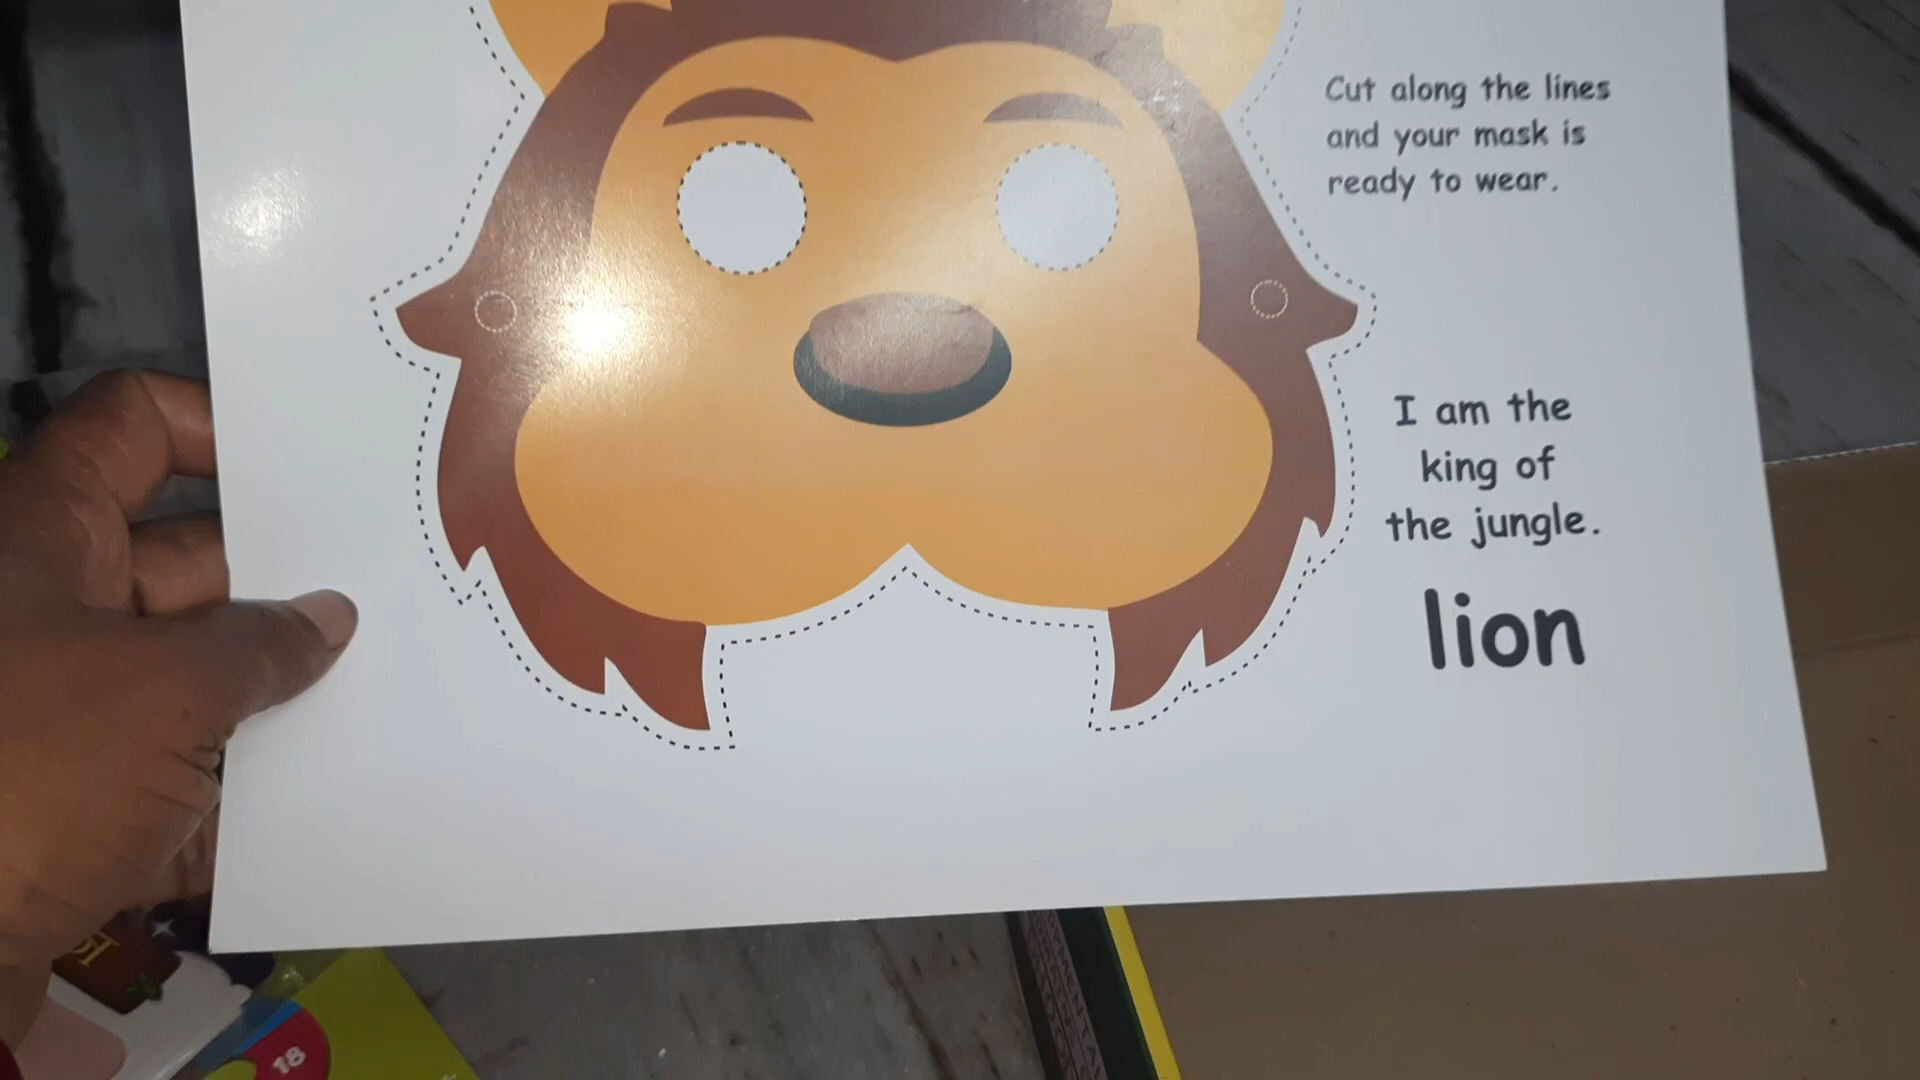 Cut along the lines
and your mask is
ready to wear.
I am the
king of
the jungle.
lion
18